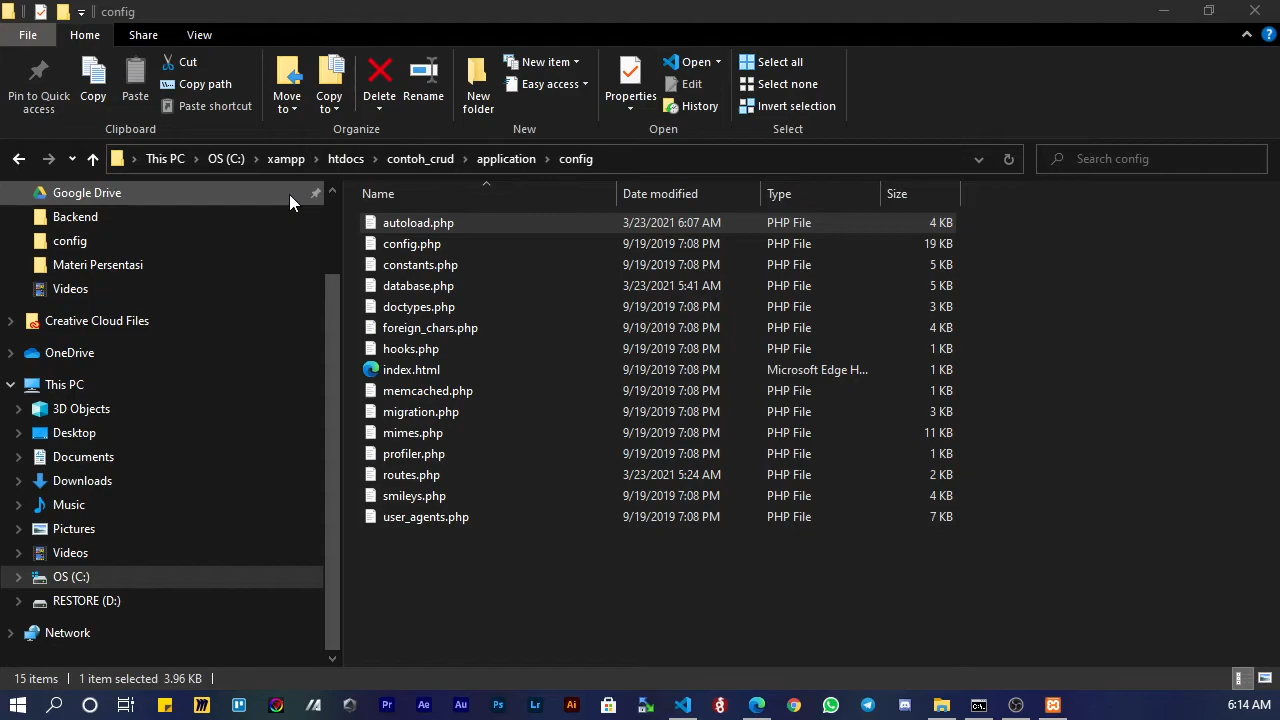 config
File
Home
Share
View
Pin to Quick access
Copy
Paste
Cut
Copy path
Paste shortcut
Move to
Copy to
Delete
Rename
New folder
New item
Easy access
Properties
Open
Edit
History
Select all
Select none
Invert selection
Clipboard
Organize
New
Open
Select
This PC > OS (C:) > xampp > htdocs > contoh_crud > application > config
Search config
Google Drive
Backend
config
Materi Persentasi
Videos
Creative Cloud Files
OneDrive
This PC
3D Objects
Desktop
Documents
Downloads
Music
Pictures
Videos
OS (C:)
RESTORE (D:)
Network
Name Date modified Type Size
autoload.php 3/23/2021 6:07 AM PHP File 4 KB
config.php 9/19/2019 7:08 PM PHP File 19 KB
constants.php 9/19/2019 7:08 PM PHP File 5 KB
database.php 3/23/2021 5:41 AM PHP File 5 KB
doctypes.php 9/19/2019 7:08 PM PHP File 3 KB
foreign_chars.php 9/19/2019 7:08 PM PHP File 4 KB
hooks.php 9/19/2019 7:08 PM PHP File 1 KB
index.html 9/19/2019 7:08 PM Microsoft Edge H... 1 KB
memcached.php 9/19/2019 7:08 PM PHP File 1 KB
migration.php 9/19/2019 7:08 PM PHP File 3 KB
mimes.php 9/19/2019 7:08 PM PHP File 11 KB
profiler.php 9/19/2019 7:08 PM PHP File 1 KB
routes.php 3/23/2021 5:24 AM PHP File 2 KB
smileys.php 9/19/2019 7:08 PM PHP File 4 KB
user_agents.php 9/19/2019 7:08 PM PHP File 7 KB
15 items 1 item selected 3.96 KB
Pr Ae Au Ps Lr Ai
6:14 AM